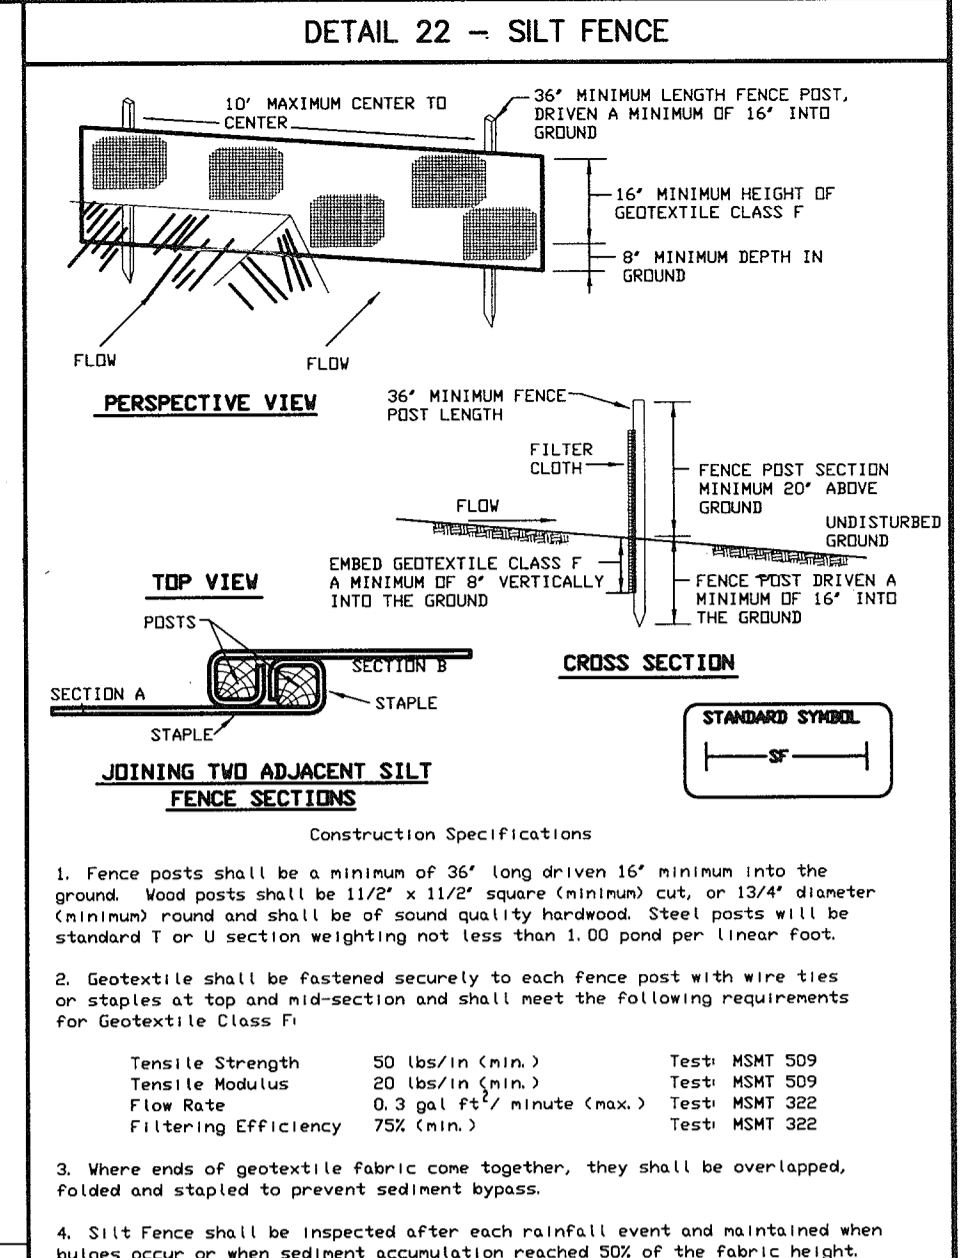 DETAIL 22 - SILT FENCE
10' MAXIMUM CENTER TO
CENTER
36" MINIMUM LENGTH FENCE POST,
DRIVEN A MINIMUM OF 16" INTO
GROUND
16" MINIMUM HEIGHT OF
GEOTEXTILE CLASS F
8" MINIMUM DEPTH IN
GROUND
FLOW
FLOW
PERSPECTIVE VIEW
36" MINIMUM FENCE
POST LENGTH
FILTER
CLOTH
FENCE POST SECTION
MINIMUM 20" ABOVE
GROUND
FLOW
UNDISTURBED
GROUND
EMBED GEOTEXTILE CLASS F
A MINIMUM OF 8" VERTICALLY
INTO THE GROUND
FENCE POST DRIVEN A
MINIMUM OF 16" INTO
THE GROUND
CROSS SECTION
TOP VIEW
POSTS
SECTION B
SECTION A
STAPLE
STAPLE
JOINING TWO ADJACENT SILT
FENCE SECTIONS
STANDARD SYMBOL
SF
Construction Specifications
1. Fence posts shall be a minimum of 36" long driven 16" minimum into the
ground. Wood posts shall be 11/2" x 11/2" square (minimum) cut, or 13/4" diameter
(minimum) round and shall be of sound quality hardwood. Steel posts will be
standard T or U section weighting not less than 1.00 pond per linear foot.
2. Geotextile shall be fastened securely to each fence post with wire ties
or staples at top and mid-section and shall meet the following requirements
for Geotextile Class F:
Tensile Strength 50 lbs/in (min.) Test: MSMT 509
Tensile Modulus 20 lbs/in (min.) Test: MSMT 509
Flow Rate 0.3 gal ft²/ minute (max.) Test: MSMT 322
Filtering Efficiency 75% (min.) Test: MSMT 322
3. Where ends of geotextile fabric come together, they shall be overlapped,
folded and stapled to prevent sediment bypass.
4. Silt Fence shall be inspected after each rainfall event and maintained when
bulges occur or when sediment accumulation reached 50% of the fabric height.